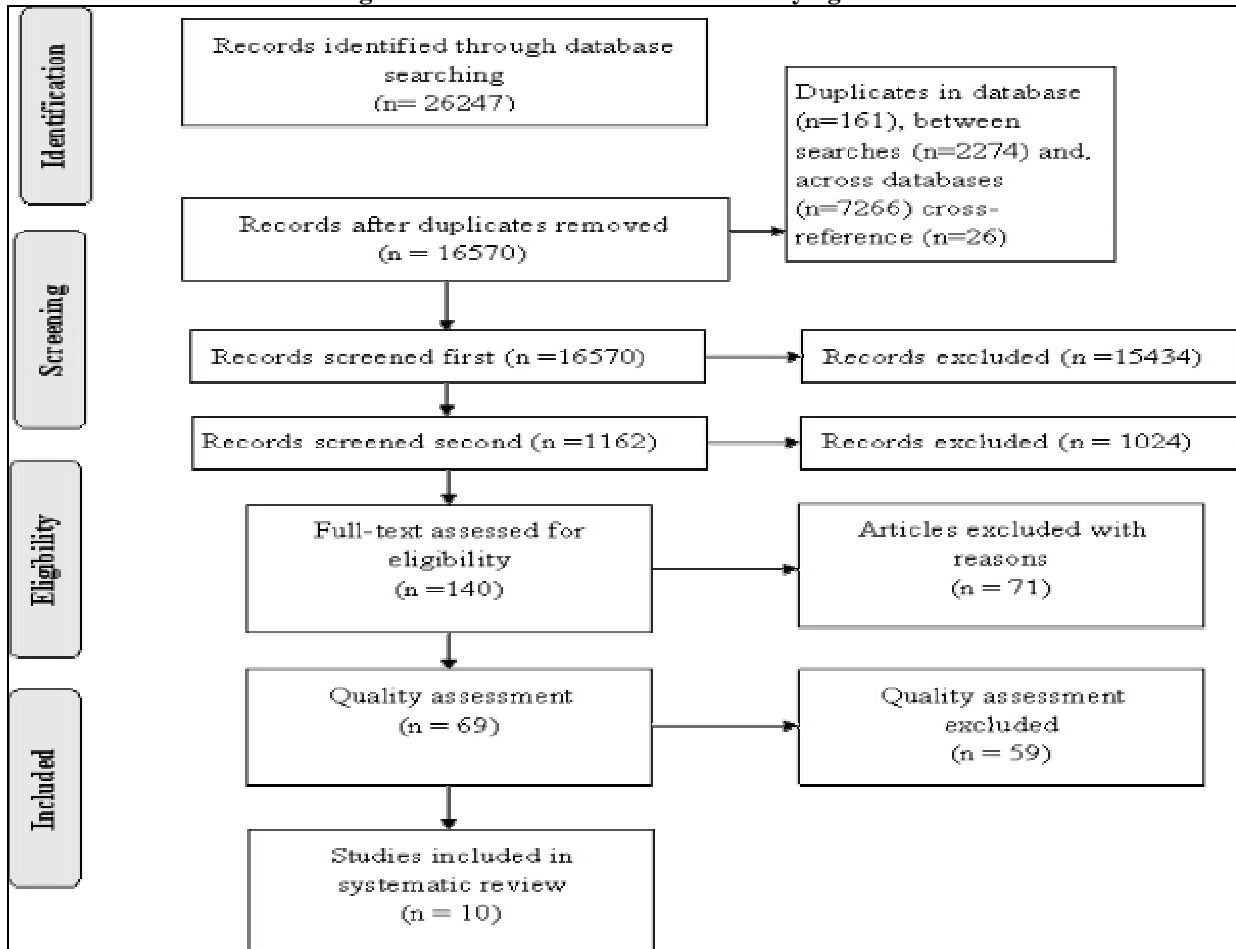 Identification
Records identified through database
searching
(n= 26247)
Duplicates in database
(n=161), between
searches (n=2274) and,
across databases
(n=7266) cross-
reference (n=26)
Records after duplicates removed
(n = 16570)
Screening
Records screened first (n =16570)
Records excluded (n =15434)
Records screened second (n =1162)
Records excluded (n = 1024)
Eligibility
Full-text assessed for
eligibility
(n =140)
Articles excluded with
reasons
(n = 71)
Quality assessment
(n = 69)
Quality assessment
excluded
(n = 59)
Included
Studies included in
systematic review
(n = 10)